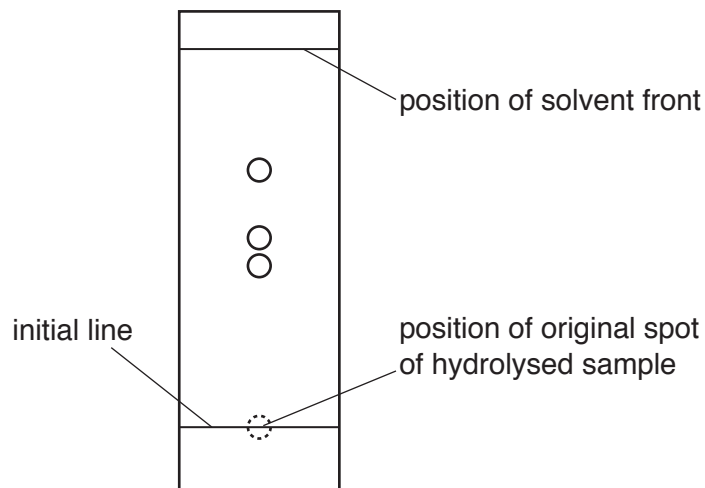 position of solvent front
initial line
position of original spot
of hydrolysed sample